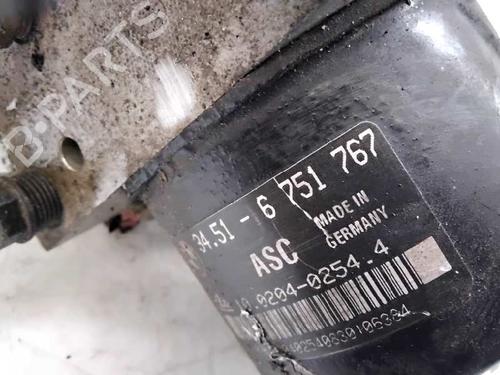 B-PARTS
34.51 - 6 751 767
ASC
MADE IN
GERMANY
10.0204-0254.4